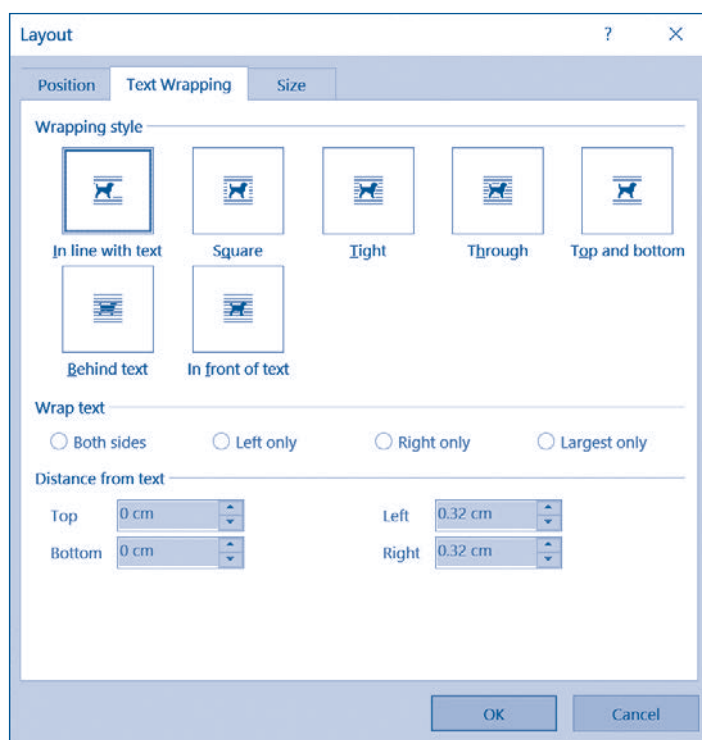 Layout ? ×
Position Text Wrapping Size
Wrapping style
In line with text Square Tight Through Top and bottom
Behind text In front of text
Wrap text
Both sides Left only Right only Largest only
Distance from text
Top 0 cm Left 0.32 cm
Bottom 0 cm Right 0.32 cm
OK Cancel